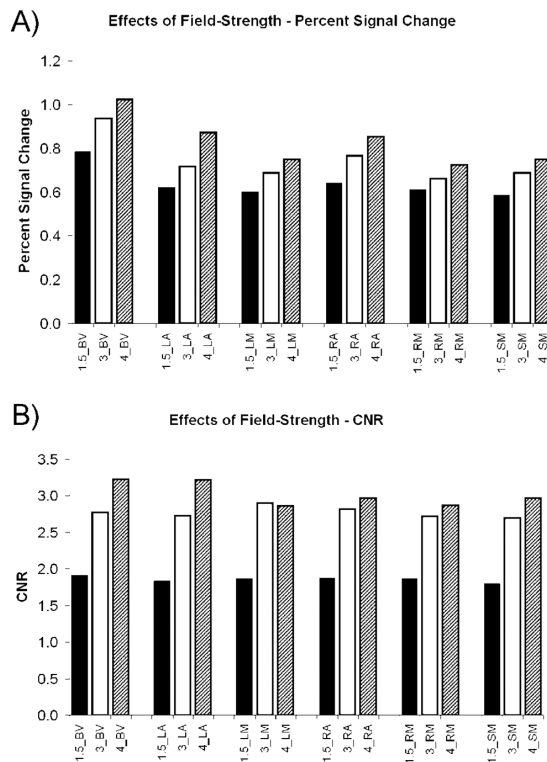 A)
Effects of Field-Strength - Percent Signal Change
Percent Signal Change
1.2
1.0
0.8
0.6
0.4
0.2
0.0
1.5_BV 3_BV 4_BV 1.5_LA 3_LA 4_LA 1.5_LM 3_LM 4_LM 1.5_RA 3_RA 4_RA 1.5_RM 3_RM 4_RM 1.5_SM 3_SM 4_SM
B)
Effects of Field-Strength - CNR
CNR
3.5
3.0
2.5
2.0
1.5
1.0
0.5
0.0
1.5_BV 3_BV 4_BV 1.5_LA 3_LA 4_LA 1.5_LM 3_LM 4_LM 1.5_RA 3_RA 4_RA 1.5_RM 3_RM 4_RM 1.5_SM 3_SM 4_SM